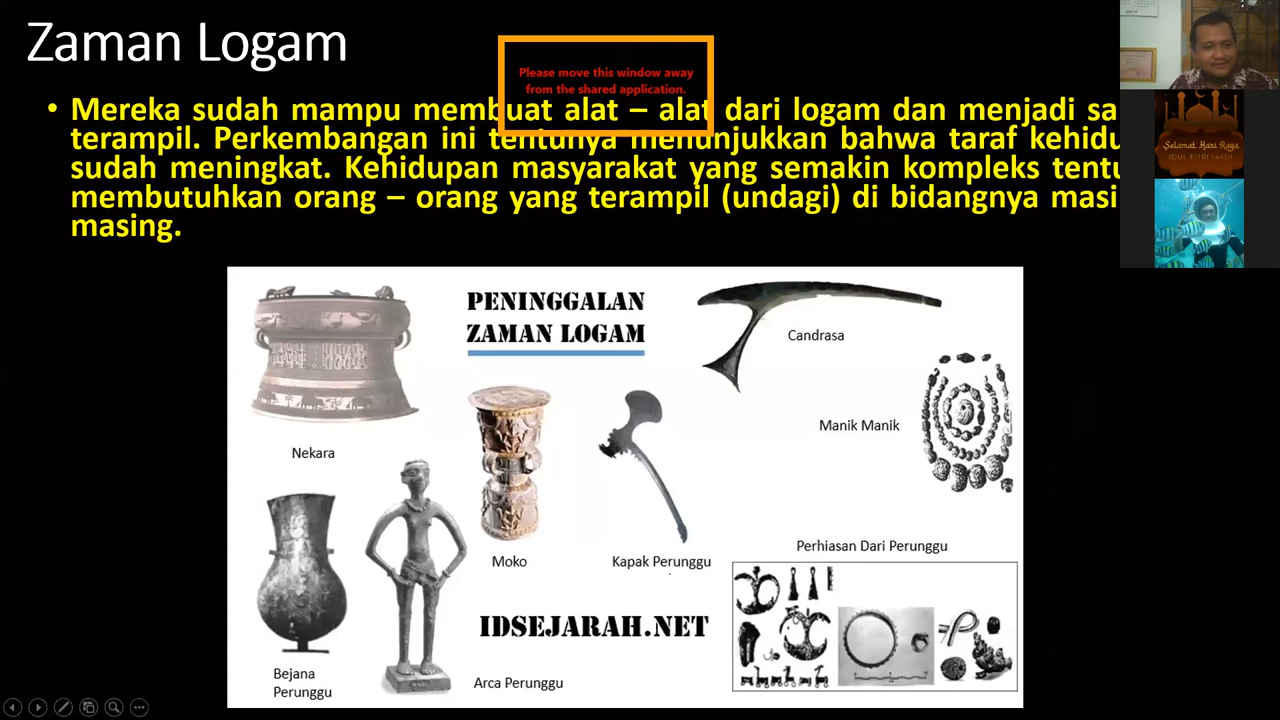 Zaman Logam
Please move this window away
from the shared application.
• Mereka sudah mampu membuat alat – alat dari logam dan menjadi sa
terampil. Perkembangan ini tentunya menunjukkan bahwa taraf kehidu
sudah meningkat. Kehidupan masyarakat yang semakin kompleks tentu
membutuhkan orang – orang yang terampil (undagi) di bidangnya masi
masing.
PENINGGALAN
ZAMAN LOGAM
Candrasa
Manik Manik
Nekara
Moko
Kapak Perunggu
Perhiasan Dari Perunggu
IDSEJARAH.NET
Bejana
Perunggu
Arca Perunggu
Selamat Hari Raya
IDUL FITRI 1441H